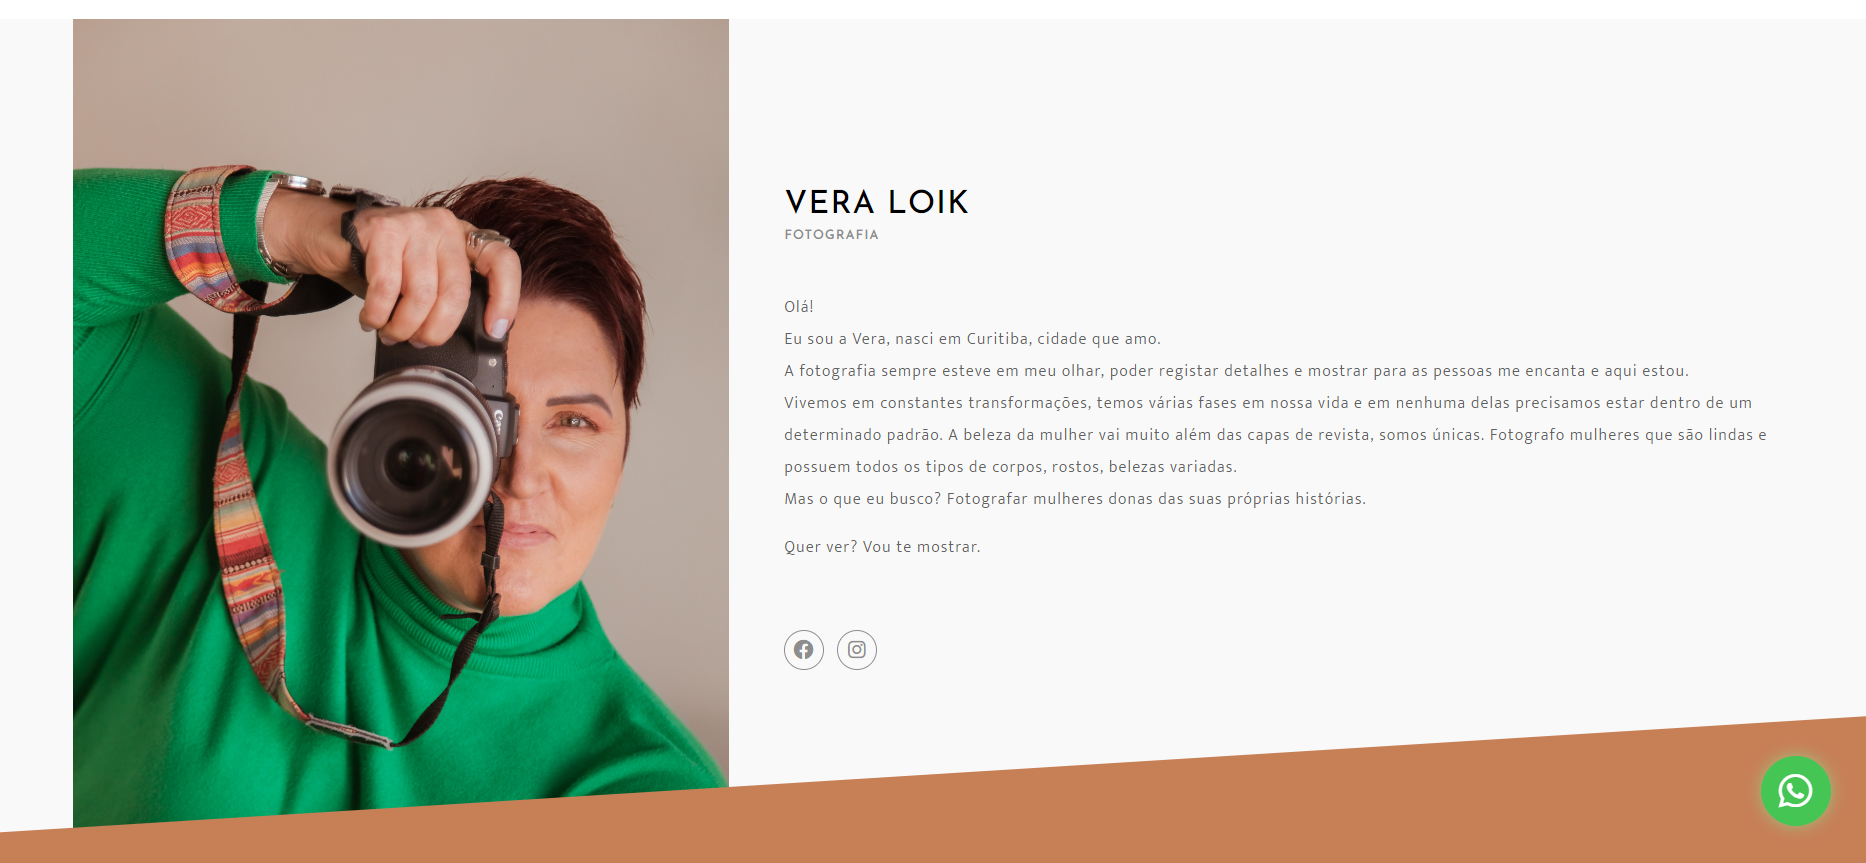 VERA LOIK
FOTOGRAFIA
Olá!
Eu sou a Vera, nasci em Curitiba, cidade que amo.
A fotografia sempre esteve em meu olhar, poder registar detalhes e mostrar para as pessoas me encanta e aqui estou.
Vivemos em constantes transformações, temos várias fases em nossa vida e em nenhuma delas precisamos estar dentro de um
determinado padrão. A beleza da mulher vai muito além das capas de revista, somos únicas. Fotografo mulheres que são lindas e
possuem todos os tipos de corpos, rostos, belezas variadas.
Mas o que eu busco? Fotografar mulheres donas das suas próprias histórias.
Quer ver? Vou te mostrar.